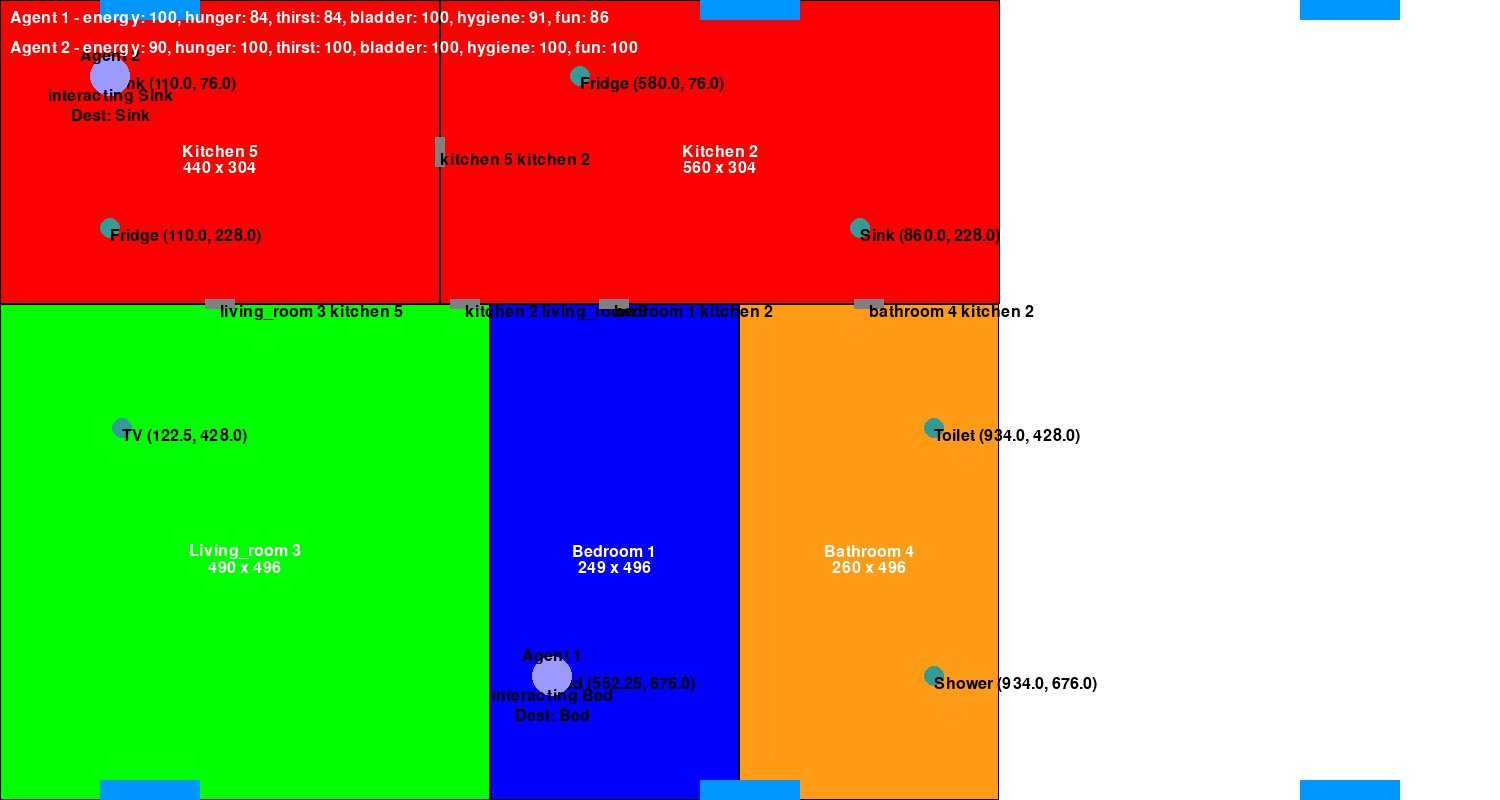 Agent 1 - energy: 100, hunger: 84, thirst: 84, bladder: 100, hygiene: 91, fun: 86
Agent 2 - energy: 90, hunger: 100, thirst: 100, bladder: 100, hygiene: 100, fun: 100
Agent 2
(110.0, 76.0)
Fridge (580.0, 76.0)
interacting Sink
Dest: Sink
Kitchen 5
440 x 304
kitchen 5 kitchen 2
Kitchen 2
560 x 304
Fridge (110.0, 228.0)
Sink (860.0, 228.0)
living_room 3 kitchen 5
kitchen 2
bedroom 1 kitchen 2
bathroom 4 kitchen 2
TV (122.5, 428.0)
Toilet (934.0, 428.0)
Living_room 3
490 x 496
Bedroom 1
249 x 496
Bathroom 4
260 x 496
Agent 1
(552.25, 676.0)
Shower (934.0, 676.0)
interacting Bed
Dest: Bed